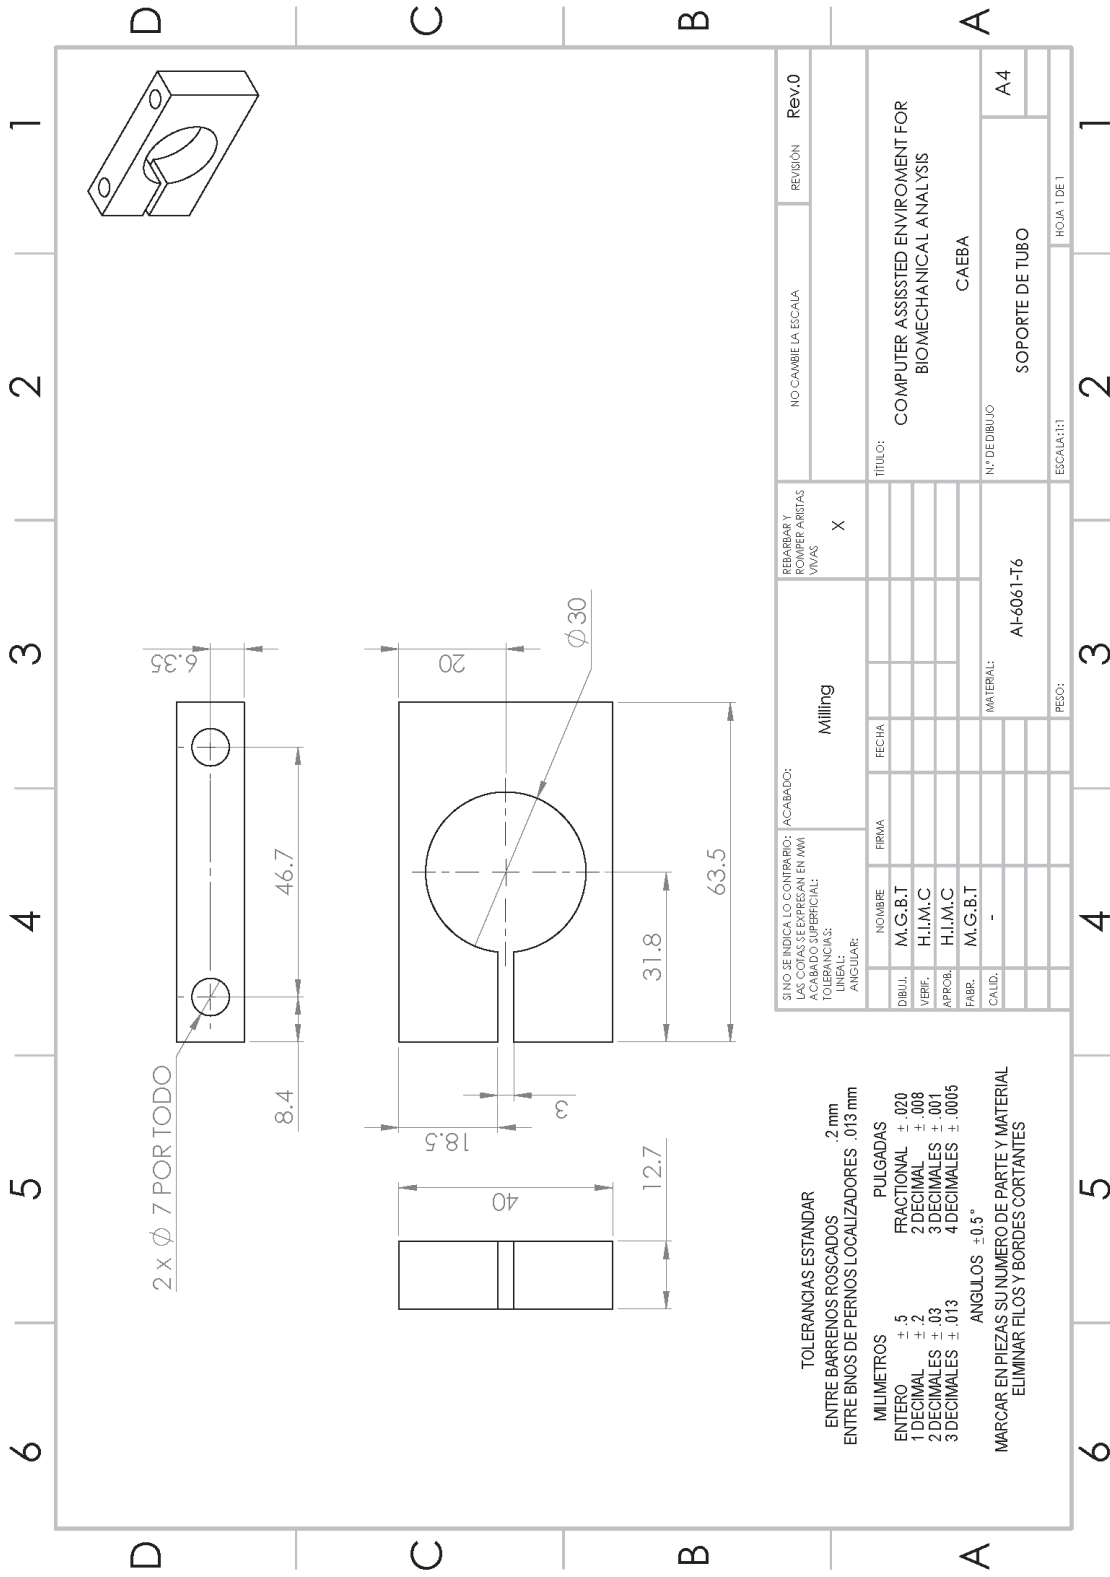 6
5
4
3
2
1
D
C
B
A
D
C
B
A
6
5
4
3
2
1
2 x Ø 7 POR TODO
8.4
46.7
6.35
18.5
3
20
Ø 30
31.8
63.5
40
12.7
TOLERANCIAS ESTANDAR
ENTRE BARRENOS ROSCADOS .2 mm
ENTRE BNOS DE PERNOS LOCALIZADORES .013 mm
MILIMETROS PULGADAS
ENTERO ± .5 FRACTIONAL ± .020
1 DECIMAL ± .2 2 DECIMAL ± .008
2 DECIMALES ± .03 3 DECIMALES ± .001
3 DECIMALES ± .013 4 DECIMALES ± .0005
ANGULOS ±0.5°
MARCAR EN PIEZAS SU NUMERO DE PARTE Y MATERIAL
ELIMINAR FILOS Y BORDES CORTANTES
SI NO SE INDICA LO CONTRARIO:
LAS COTAS SE EXPRESAN EN MM
ACABADO SUPERFICIAL:
TOLERANCIAS:
LINEAL:
ANGULAR:
ACABADO:
Milling
REBARBAR Y
ROMPER ARISTAS
VIVAS
X
NO CAMBIE LA ESCALA
REVISIÓN
Rev.0
NOMBRE FIRMA FECHA
DIBUJ. M.G.B.T
VERIF. H.I.M.C
APROB. H.I.M.C
FABR. M.G.B.T
CALID. -
TÍTULO:
COMPUTER ASSISSTED ENVIROMENT FOR
BIOMECHANICAL ANALYSIS
CAEBA
MATERIAL:
Al-6061-T6
N.º DE DIBUJO
SOPORTE DE TUBO
A4
PESO:
ESCALA:1:1
HOJA 1 DE 1